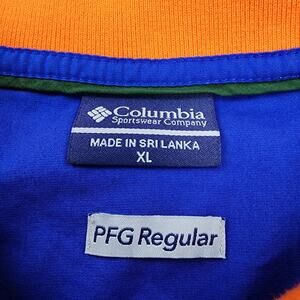 Columbia
Sportswear Company
MADE IN SRI LANKA
XL
PFG Regular